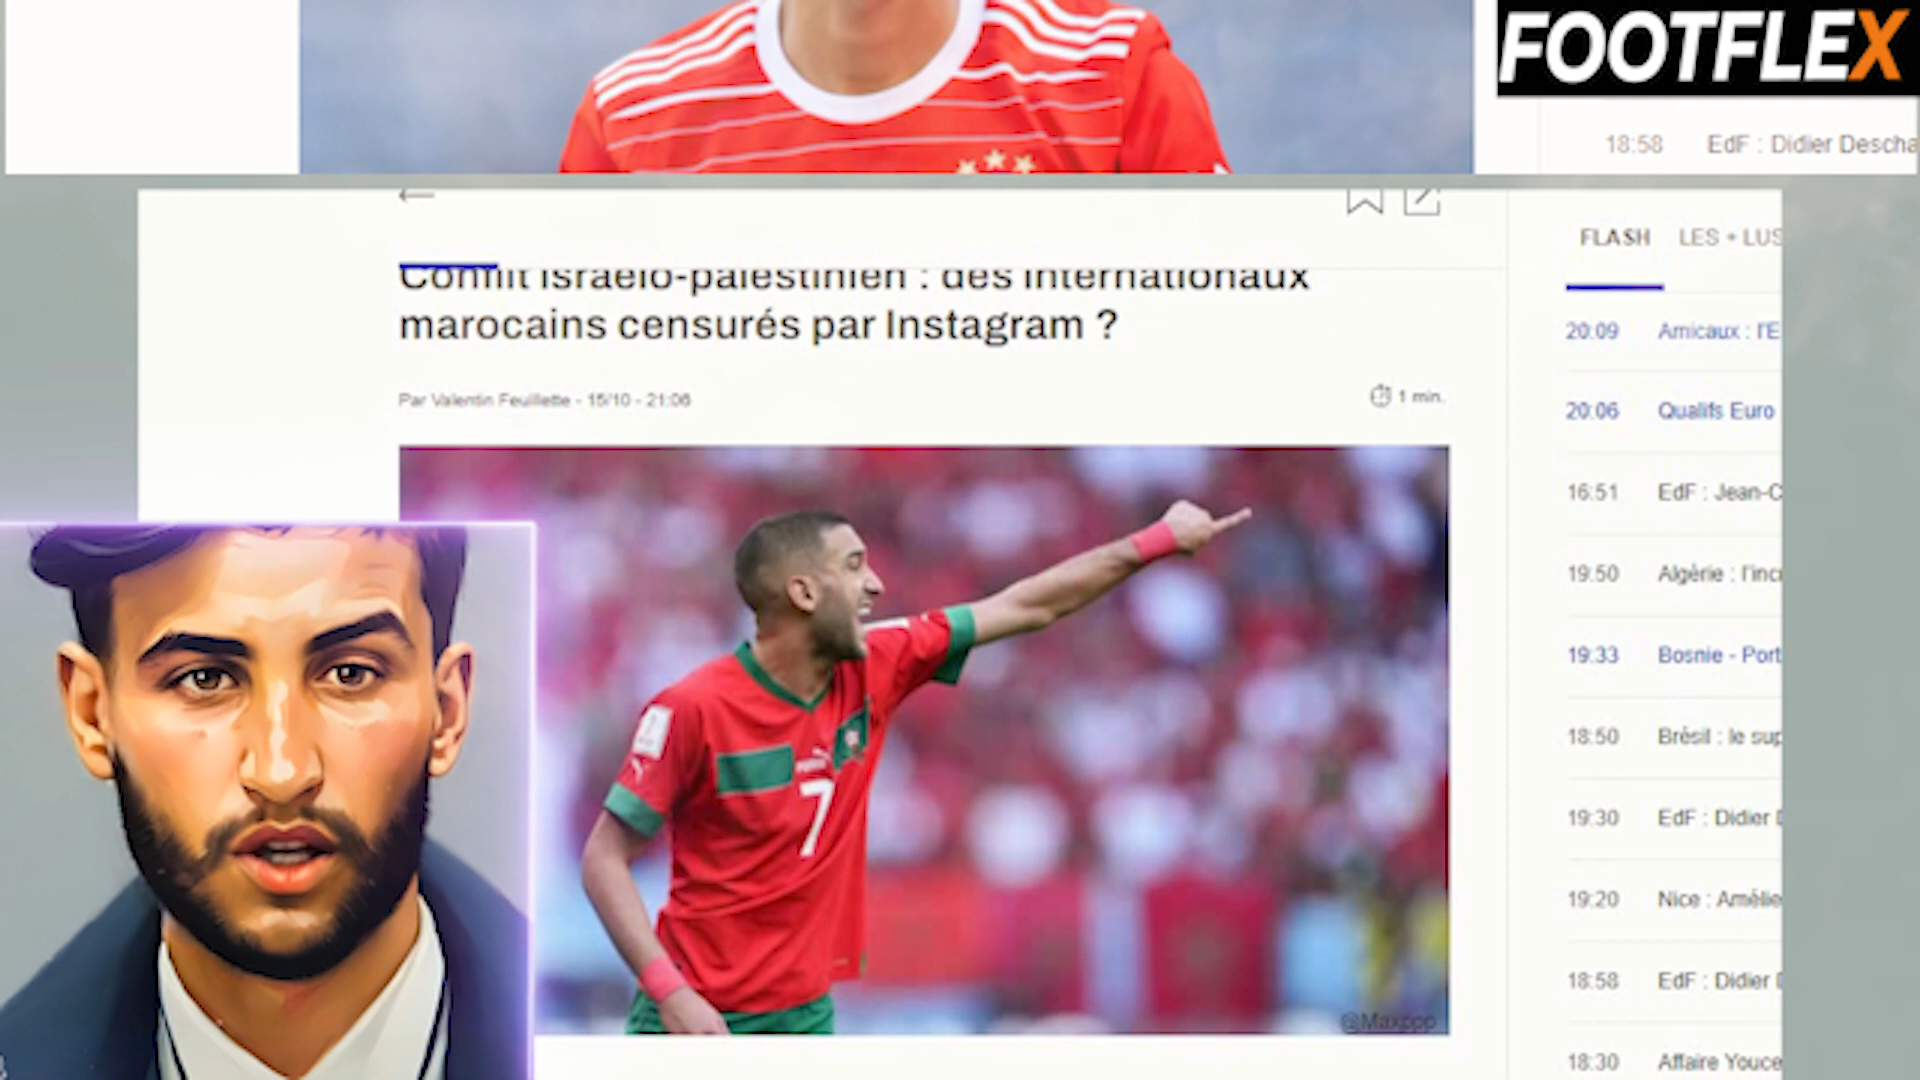 FOOTFLEX
18:58 EdF : Didier Descha
FLASH LES + LUS
Conflit israélo-palestinien : des internationaux
marocains censurés par Instagram ?
Par Valentin Feuillette - 15/10 - 21:06
1 min.
20:09 Amicaux : l'E
20:06 Qualifs Euro
16:51 EdF : Jean-C
19:50 Algérie : l'inc
19:33 Bosnie - Port
18:50 Brésil : le sup
19:30 EdF : Didier D
19:20 Nice : Amélie
18:58 EdF : Didier D
18:30 Affaire Youce
7
@Maxppp